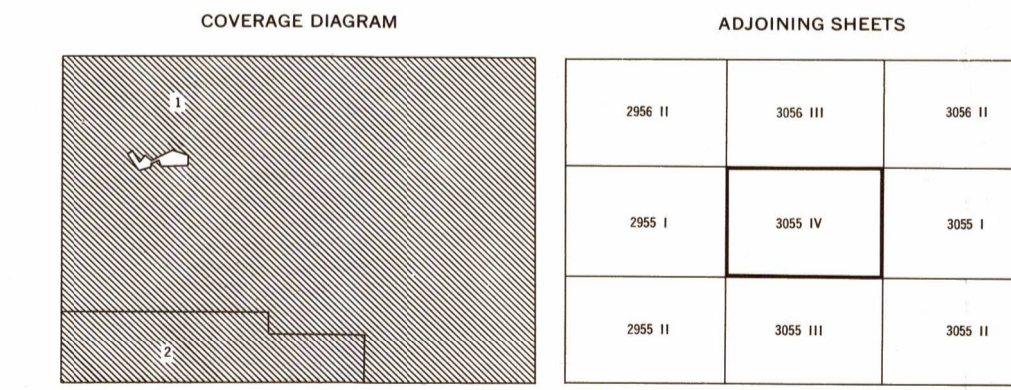 COVERAGE DIAGRAM
1
2
ADJOINING SHEETS
2956 II 3056 III 3056 II
2955 I 3055 IV 3055 I
2955 II 3055 III 3055 II